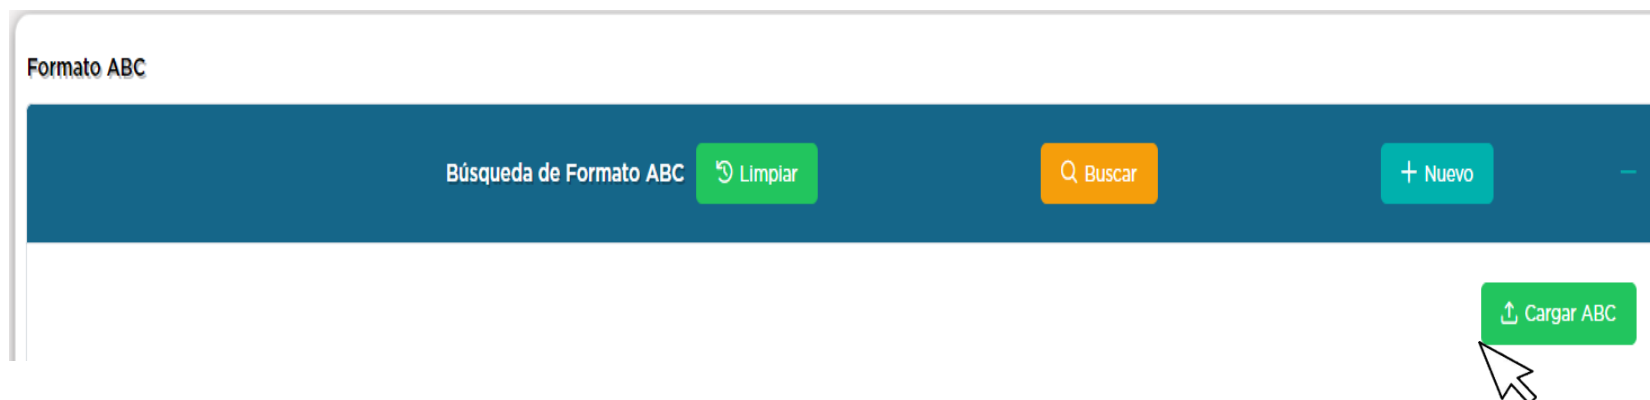 Formato ABC
Búsqueda de Formato ABC Limpiar Buscar Nuevo
Cargar ABC